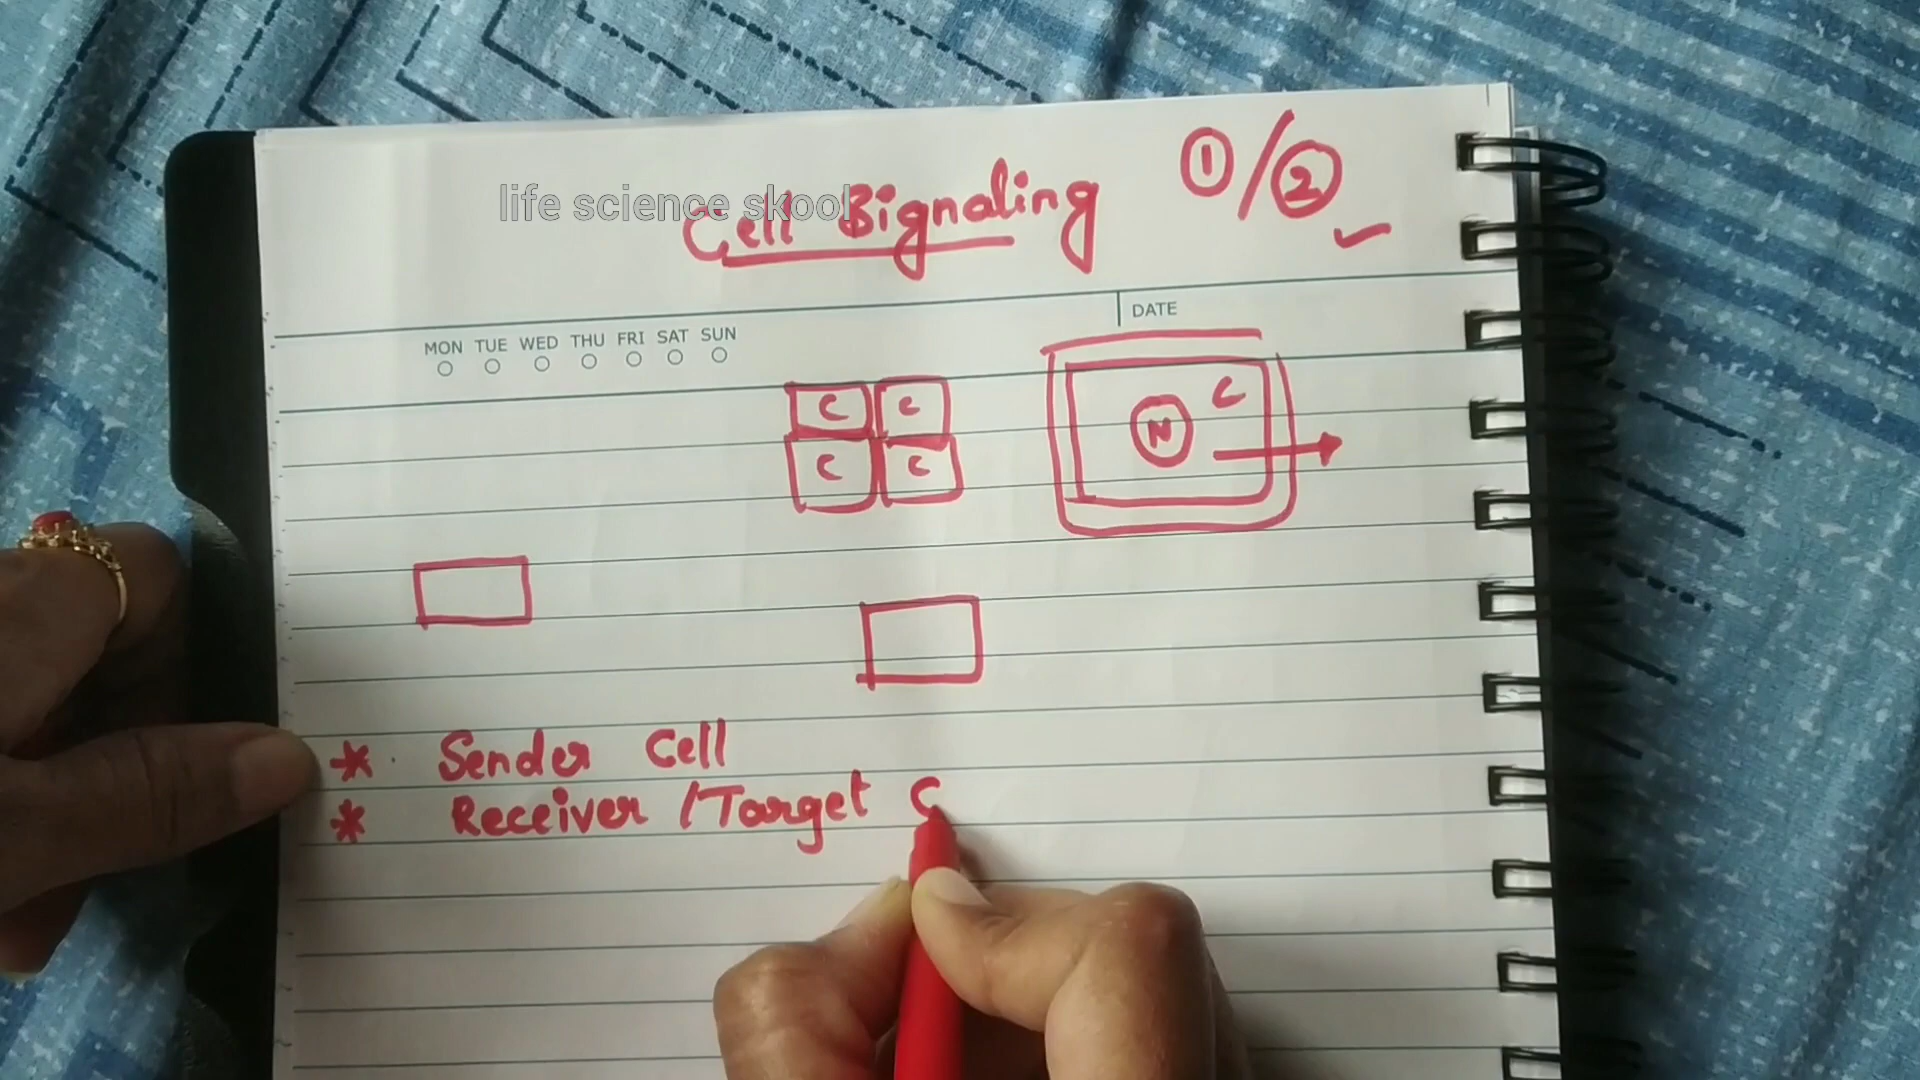 life science skool
Cell Signaling 1/2
DATE
MON TUE WED THU FRI SAT SUN
C C
C C
N C
* Sender Cell
* Receiver / Target C